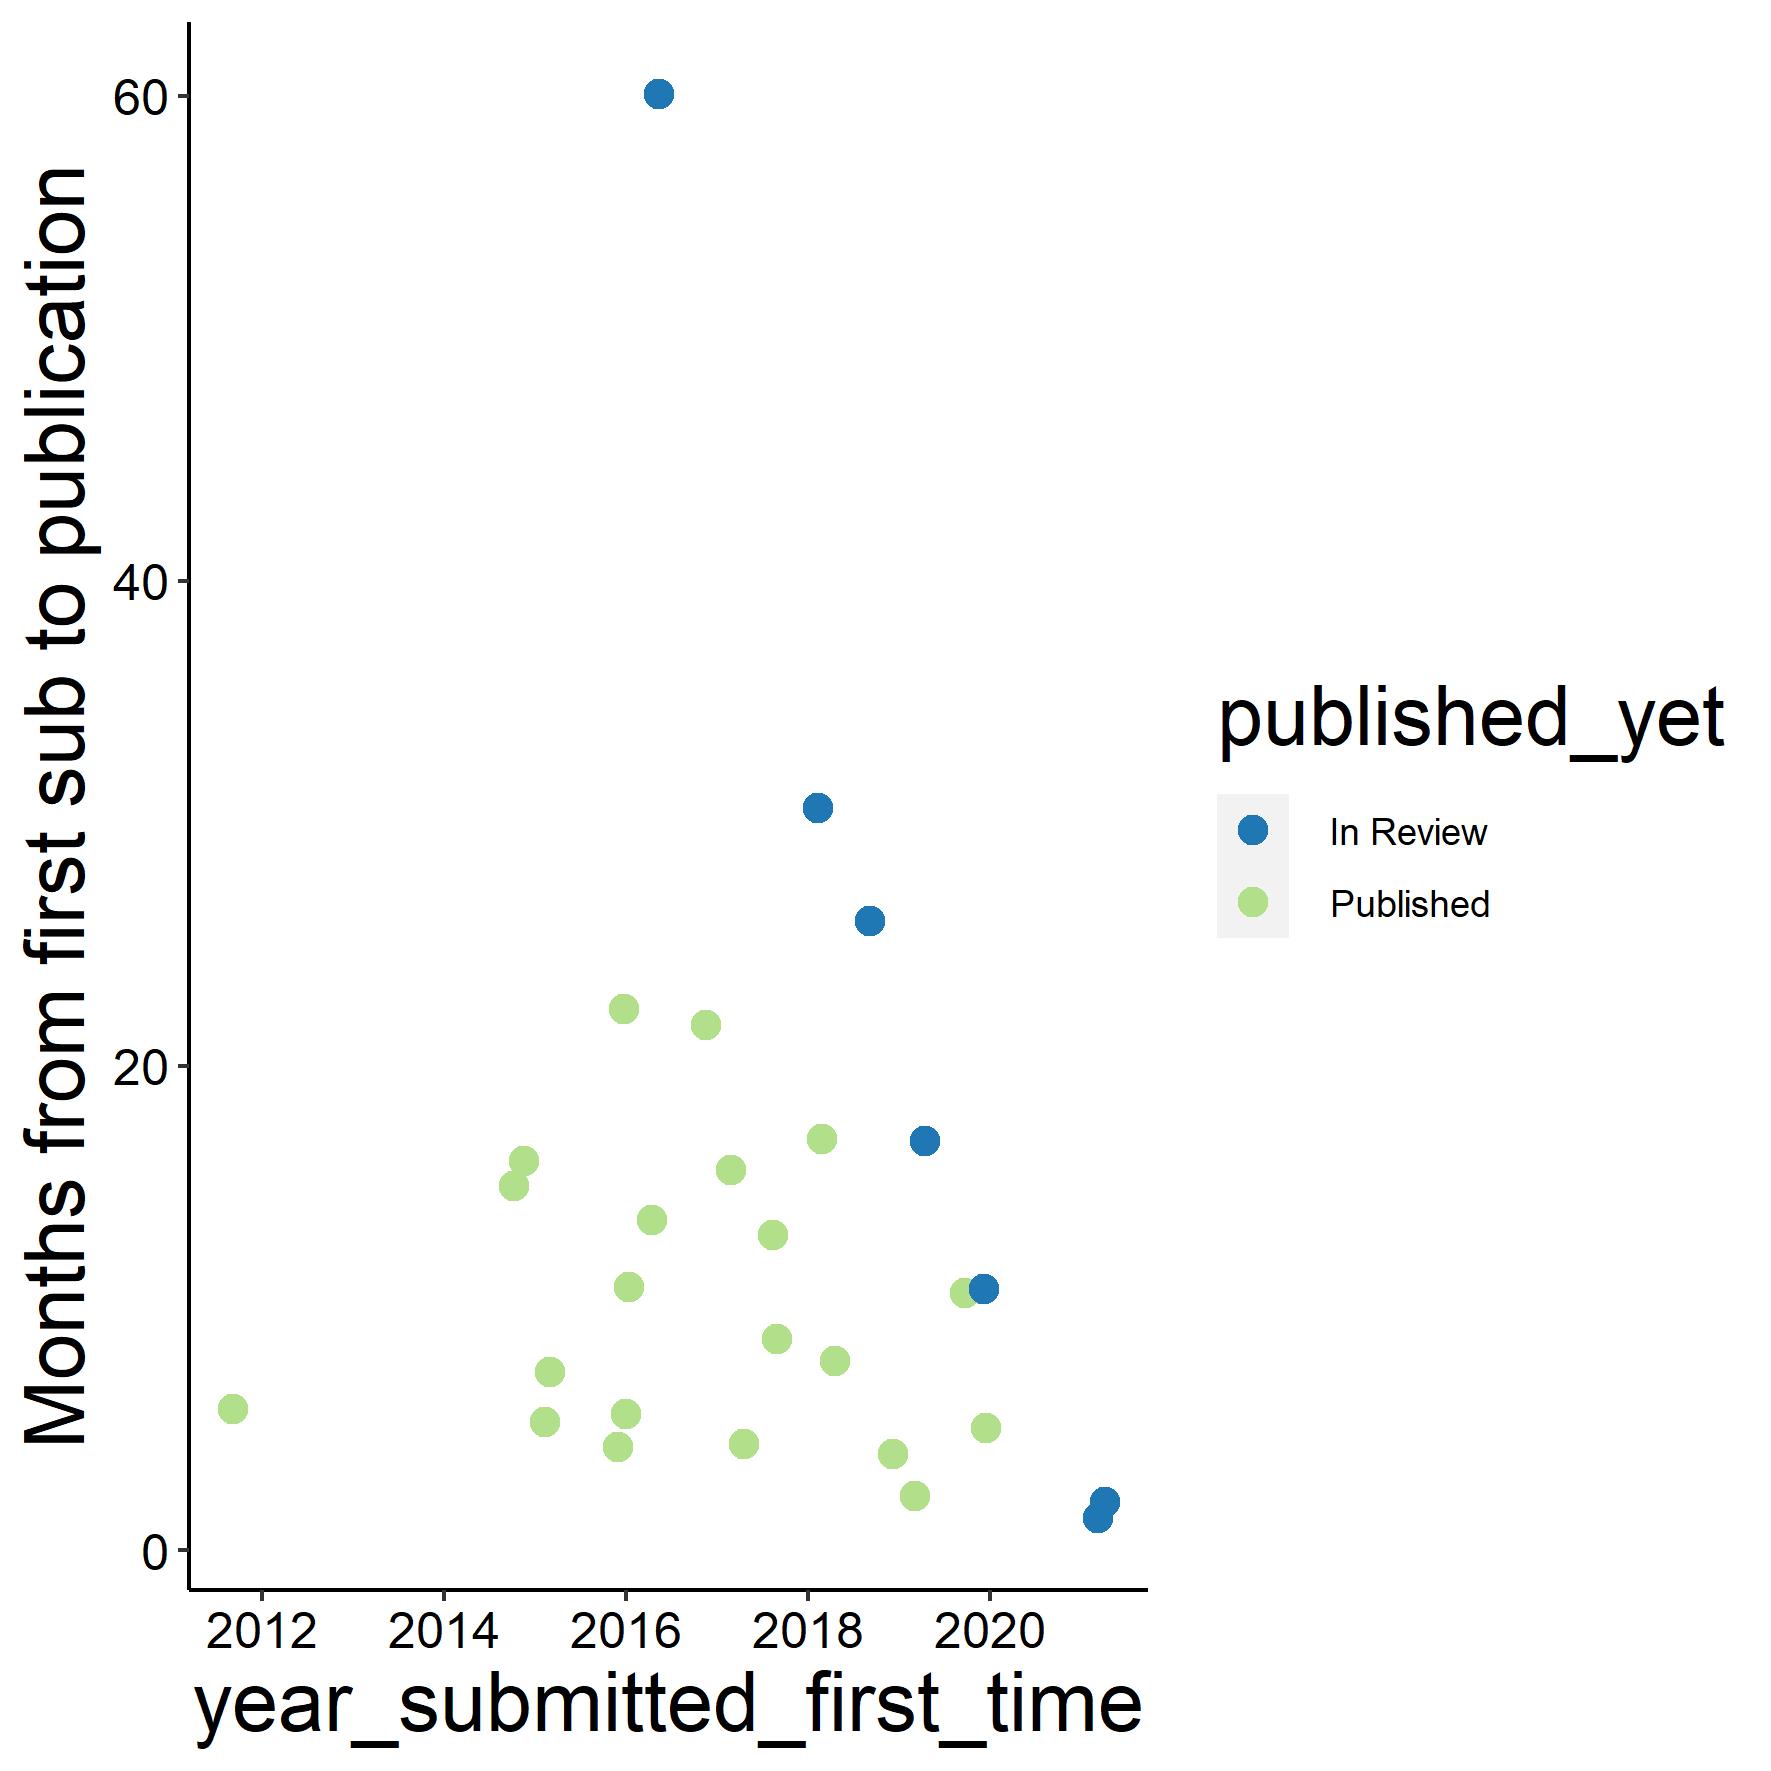 Months from first sub to publication
60
40
20
0
2012 2014 2016 2018 2020
year_submitted_first_time
published_yet
In Review
Published